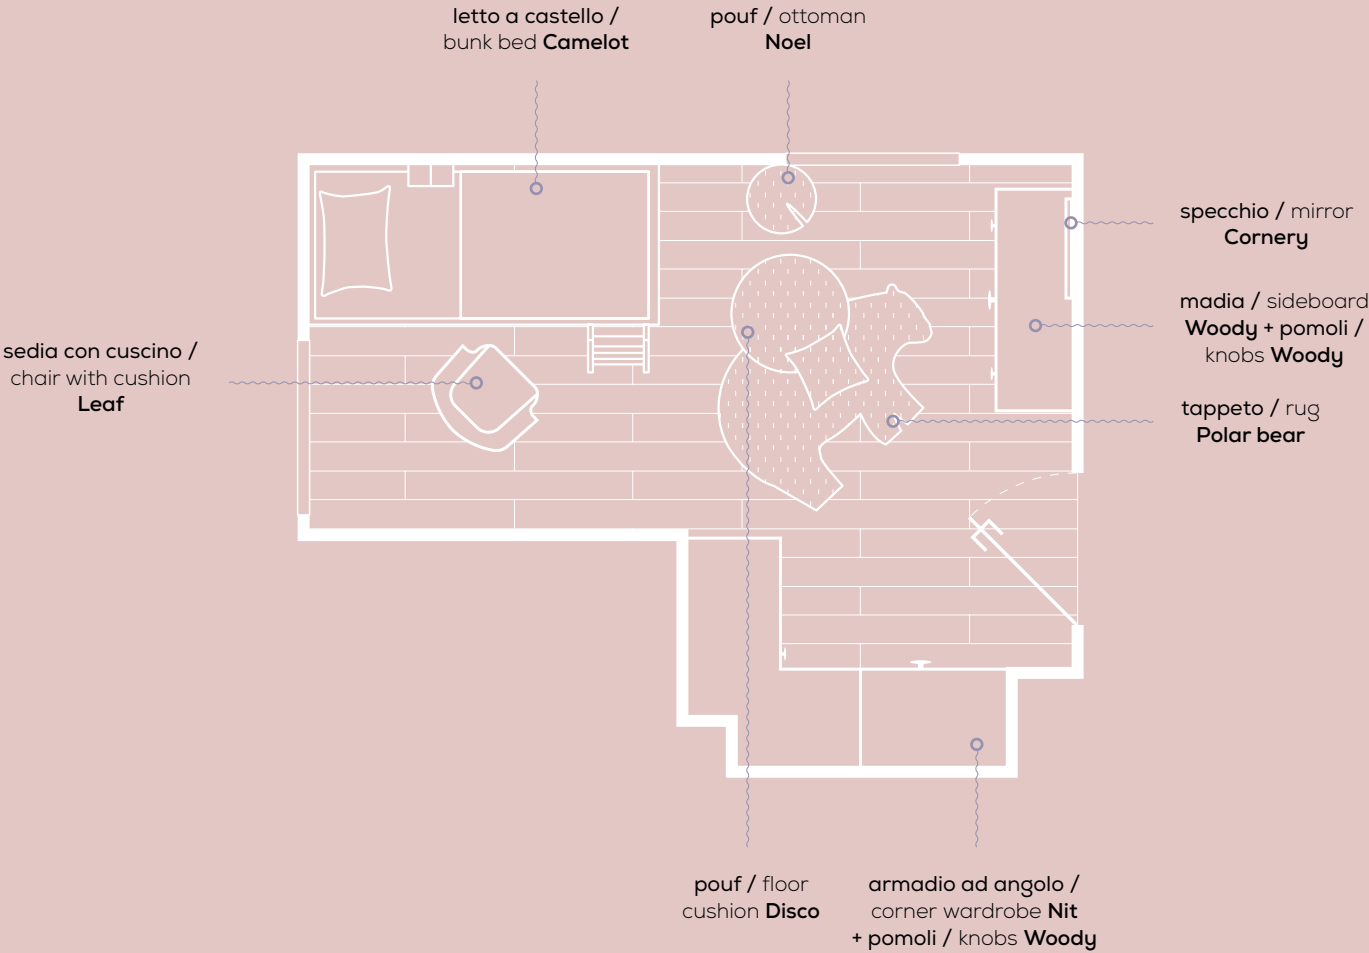 letto a castello /
bunk bed Camelot
pouf / ottoman
Noel
specchio / mirror
Cornery
madia / sideboard
Woody + pomoli /
knobs Woody
sedia con cuscino /
chair with cushion
Leaf
tappeto / rug
Polar bear
pouf / floor
cushion Disco
armadio ad angolo /
corner wardrobe Nit
+ pomoli / knobs Woody